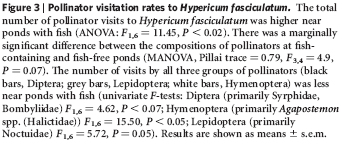 Figure 3 | Pollinator visitation rates to Hypericum fasciculatum. The total
number of pollinator visits to Hypericum fasciculatum was higher near
ponds with fish (ANOVA: F1,6 = 11.45, P < 0.02). There was a marginally
significant difference between the compositions of pollinators at fish-
containing and fish-free ponds (MANOVA, Pillai trace = 0.79, F3,4 = 4.9,
P = 0.07). The number of visits by all three groups of pollinators (black
bars, Diptera; grey bars, Lepidoptera; white bars, Hymenoptera) was less
near ponds with fish (univariate F-tests: Diptera (primarily Syrphidae,
Bombyliidae) F1,6 = 4.62, P < 0.07; Hymenoptera (primarily Agapostemon
spp. (Halictidae)) F1,6 = 15.50, P < 0.05; Lepidoptera (primarily
Noctuidae) F1,6 = 5.72, P = 0.05). Results are shown as means ± s.e.m.